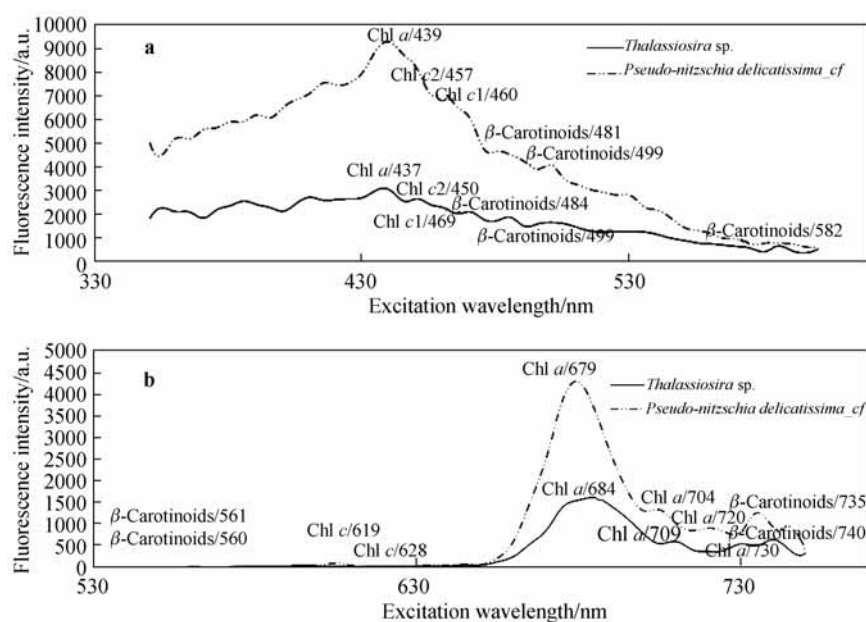 a
Fluorescence intensity/a.u.
10000
9000
8000
7000
6000
5000
4000
3000
2000
1000
0
Chl a/439
Chl c2/457
Chl c1/460
β-Carotinoids/481
β-Carotinoids/499
Chl a/437
Chl c2/450
β-Carotinoids/484
Chl c1/469
β-Carotinoids/499
β-Carotinoids/582
Thalassiosira sp.
Pseudo-nitzschia delicatissima_cf
330
430
530
Excitation wavelength/nm
b
Fluorescence intensity/a.u.
5000
4500
4000
3500
3000
2500
2000
1500
1000
500
0
Chl a/679
Thalassiosira sp.
Pseudo-nitzschia delicatissima_cf
Chl a/684
Chl a/704
β-Carotinoids/735
β-Carotinoids/561
Chl a/720
β-Carotinoids/560
Chl c/619
Chl a/709
β-Carotinoids/740
Chl c/628
Chl a/730
530
630
730
Excitation wavelength/nm